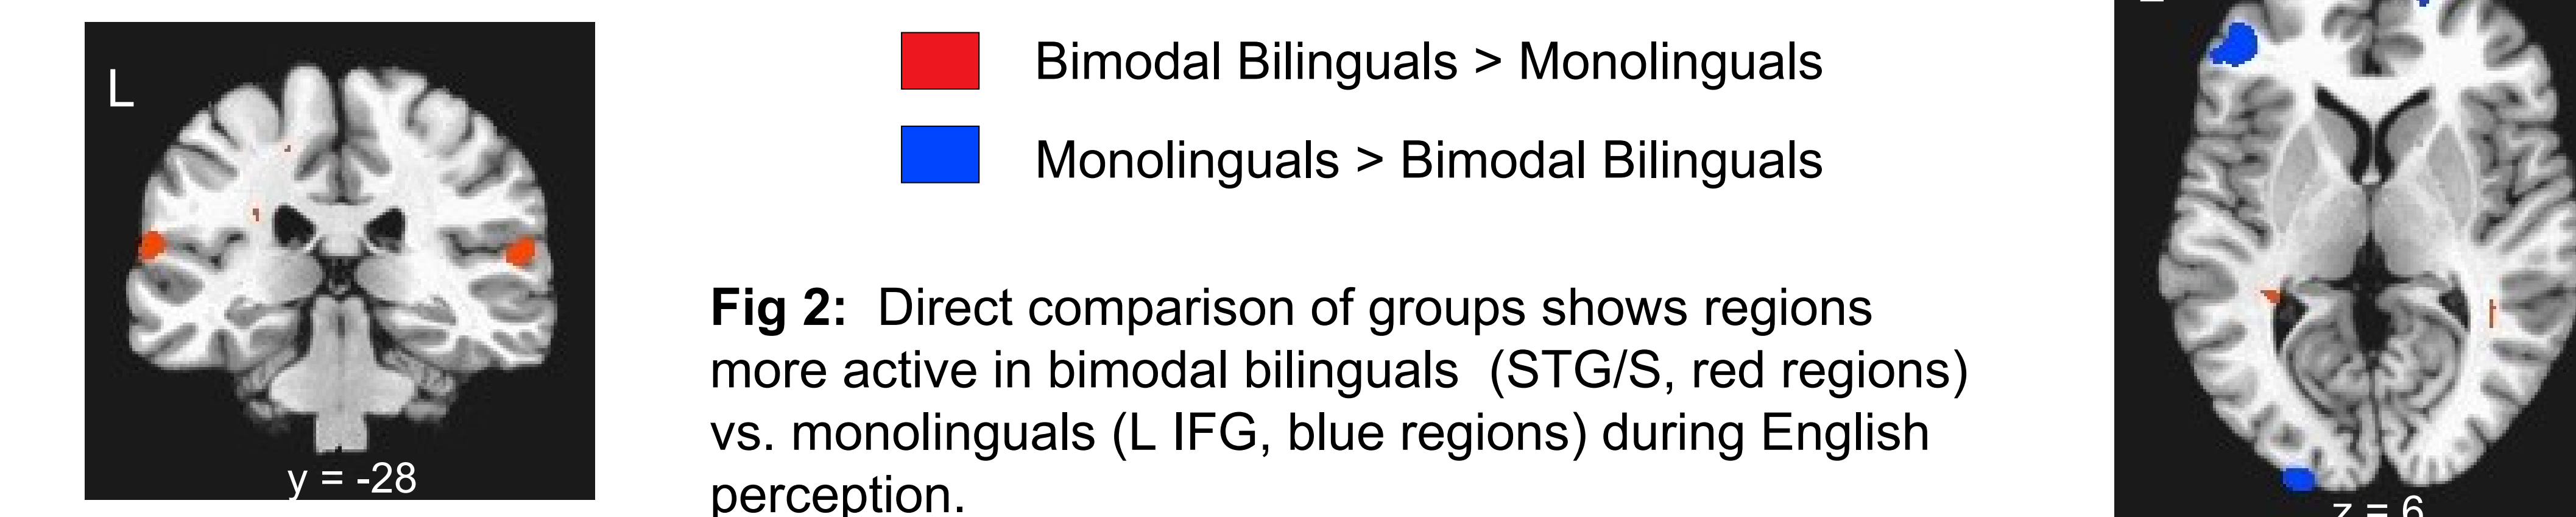 L
y = -28
Bimodal Bilinguals > Monolinguals
Monolinguals > Bimodal Bilinguals
Fig 2: Direct comparison of groups shows regions
more active in bimodal bilinguals (STG/S, red regions)
vs. monolinguals (L IFG, blue regions) during English
perception.
z = 6